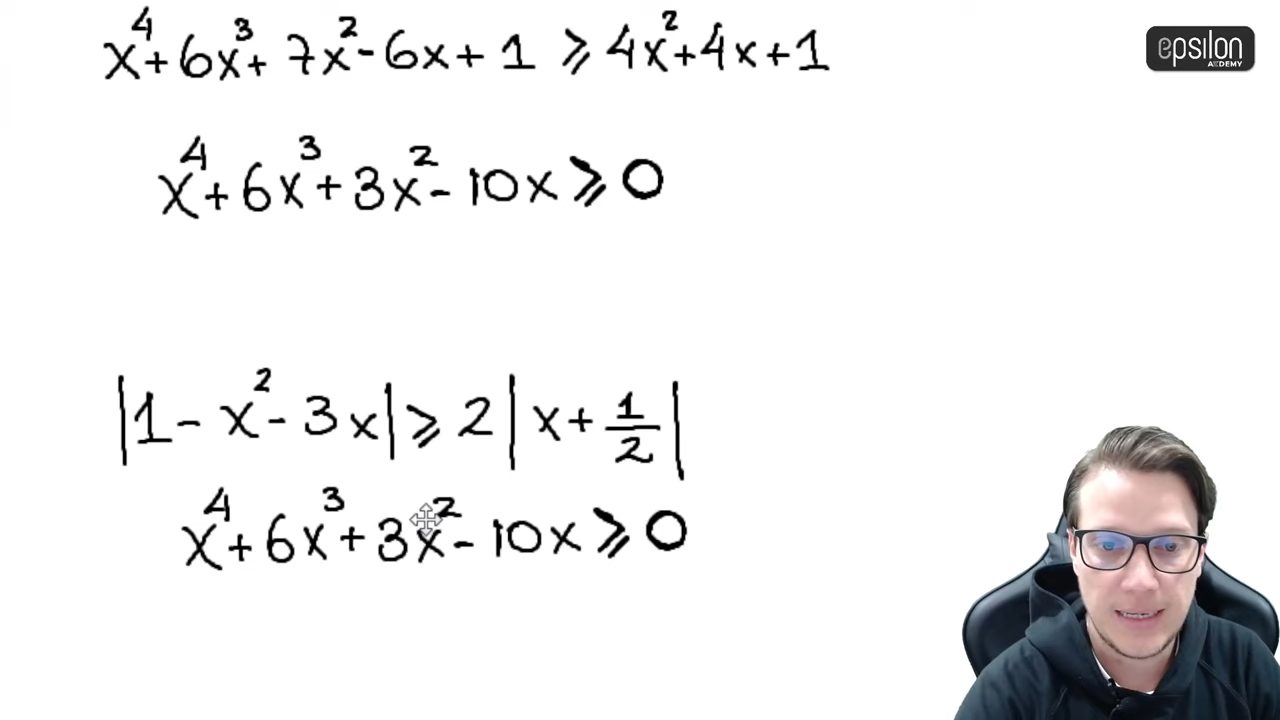 x⁴+6x³+7x²-6x+1⩾4x²+4x+1
epsilon
AXDEMY
x⁴+6x³+3x²-10x⩾0
|1-x²-3x|⩾2|x+1/2|
x⁴+6x³+3x²-10x⩾0